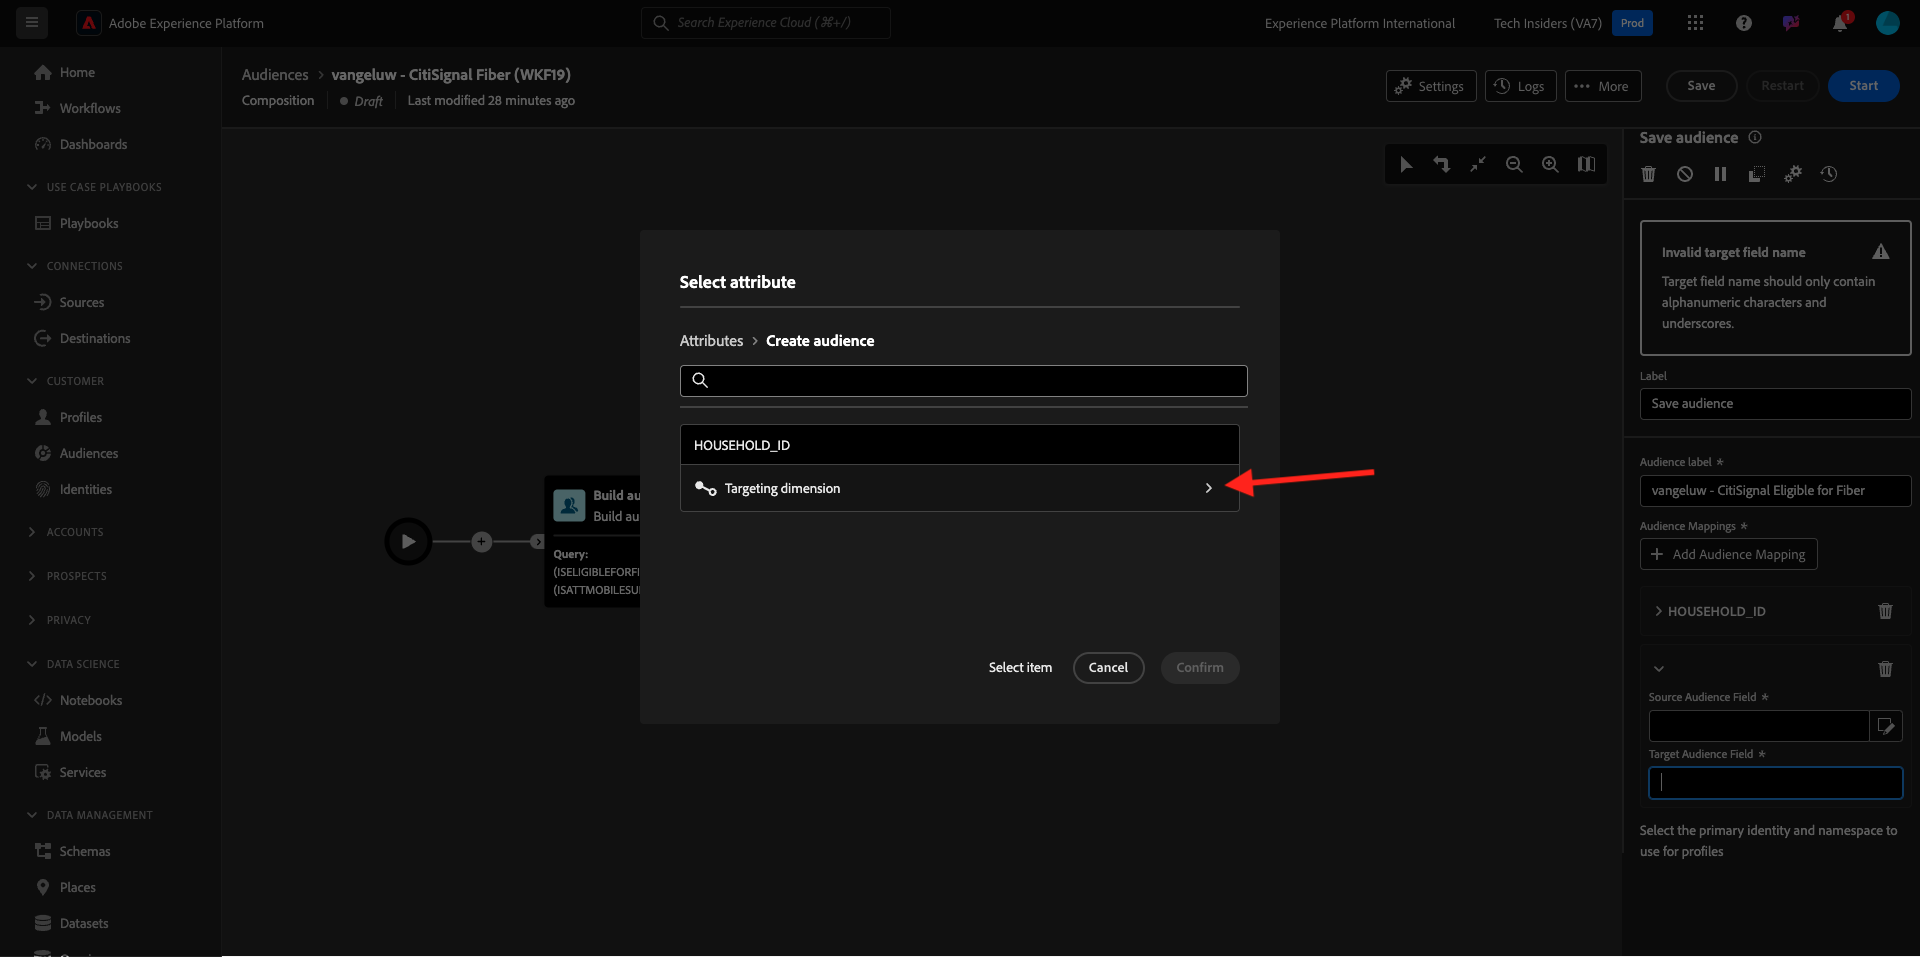 Adobe Experience Platform
Search Experience Cloud (⌘+/)
Experience Platform International
Tech Insiders (VA7)
Prod
1
Home
Workflows
Dashboards
USE CASE PLAYBOOKS
Playbooks
CONNECTIONS
Sources
Destinations
CUSTOMER
Profiles
Audiences
Identities
ACCOUNTS
PROSPECTS
PRIVACY
DATA SCIENCE
Notebooks
Models
Services
DATA MANAGEMENT
Schemas
Places
Datasets
Audiences > vangeluw - CitiSignal Fiber (WKF19)
Composition
Draft
Last modified 28 minutes ago
Settings
Logs
More
Save
Restart
Start
Build au
Build au
Query:
(ISELIGIBLEFORFI
(ISATTMOBILESU
Select attribute
Attributes > Create audience
HOUSEHOLD_ID
Targeting dimension
Select item
Cancel
Confirm
Save audience
Invalid target field name
Target field name should only contain
alphanumeric characters and
underscores.
Label
Save audience
Audience label *
vangeluw - CitiSignal Eligible for Fiber
Audience Mappings *
+ Add Audience Mapping
HOUSEHOLD_ID
Source Audience Field *
Target Audience Field *
Select the primary identity and namespace to
use for profiles